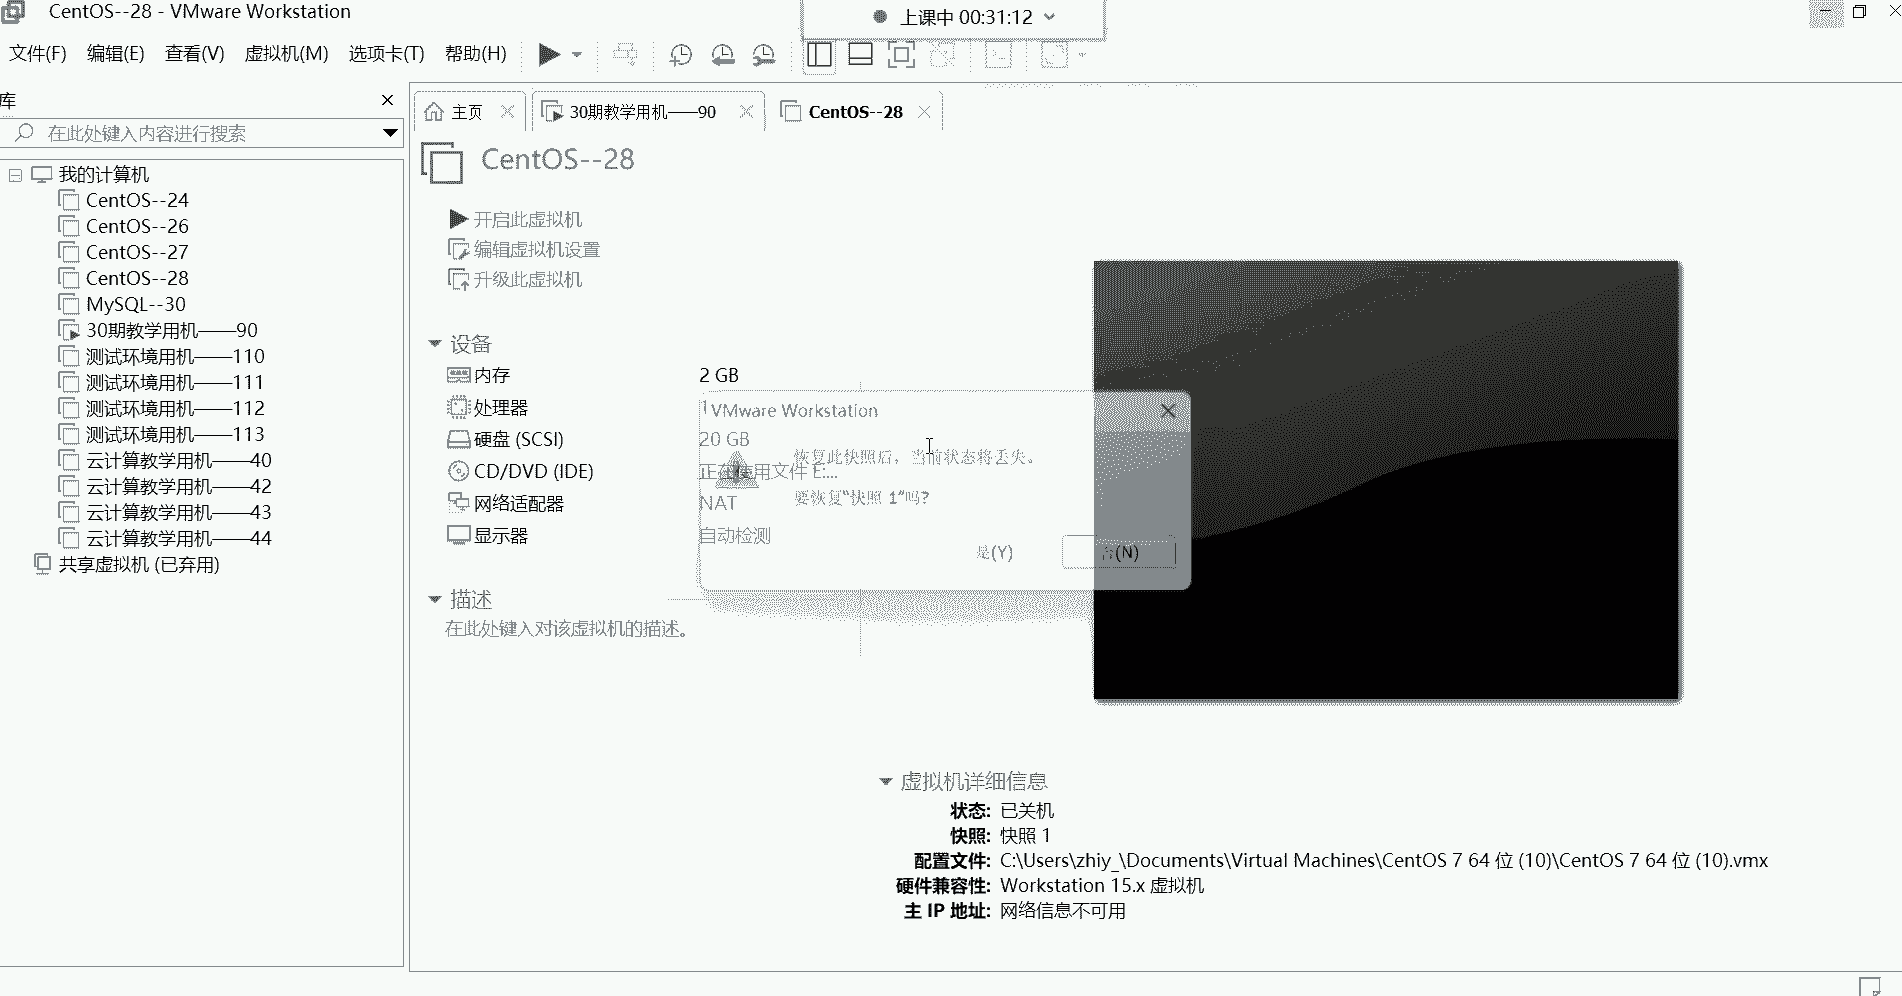 CentOS--28 - VMware Workstation
上课中 00:31:12
文件(F) 编辑(E) 查看(V) 虚拟机(M) 选项卡(T) 帮助(H)
库
在此处键入内容进行搜索
主页
30期教学用机——90
CentOS--28
我的计算机
CentOS--24
CentOS--26
CentOS--27
CentOS--28
MySQL--30
30期教学用机——90
测试环境用机——110
测试环境用机——111
测试环境用机——112
测试环境用机——113
云计算教学用机——40
云计算教学用机——42
云计算教学用机——43
云计算教学用机——44
共享虚拟机 (已弃用)
CentOS--28
开启此虚拟机
编辑虚拟机设置
升级此虚拟机
设备
内存 2 GB
处理器 1
硬盘 (SCSI) 20 GB
CD/DVD (IDE) 正在使用文件 E:...
网络适配器 NAT
显示器 自动检测
描述
在此处键入对该虚拟机的描述。
VMware Workstation
恢复此快照后，当前状态将丢失。
要恢复“快照 1”吗?
是(Y) 否(N)
虚拟机详细信息
状态: 已关机
快照: 快照 1
配置文件: C:\Users\zhiy_\Documents\Virtual Machines\CentOS 7 64 位 (10)\CentOS 7 64 位 (10).vmx
硬件兼容性: Workstation 15.x 虚拟机
主 IP 地址: 网络信息不可用